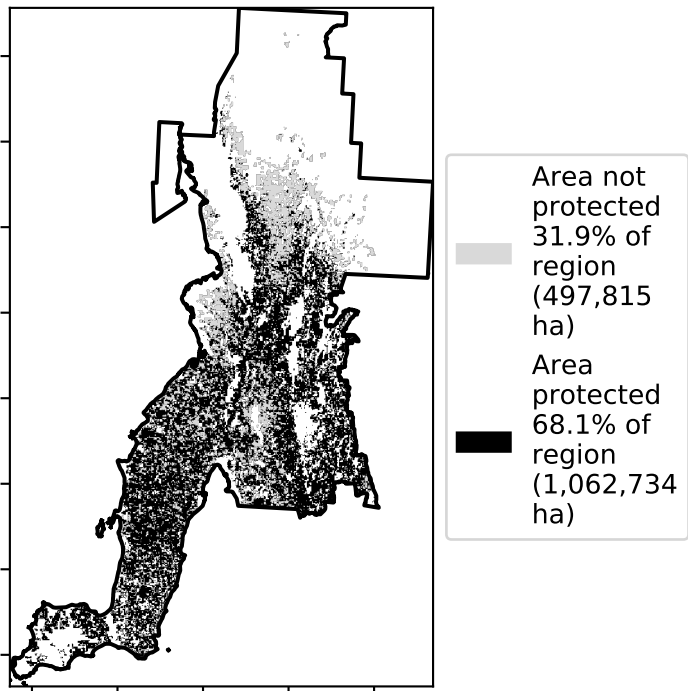 Area not
protected
31.9% of
region
(497,815
ha)
Area
protected
68.1% of
region
(1,062,734
ha)